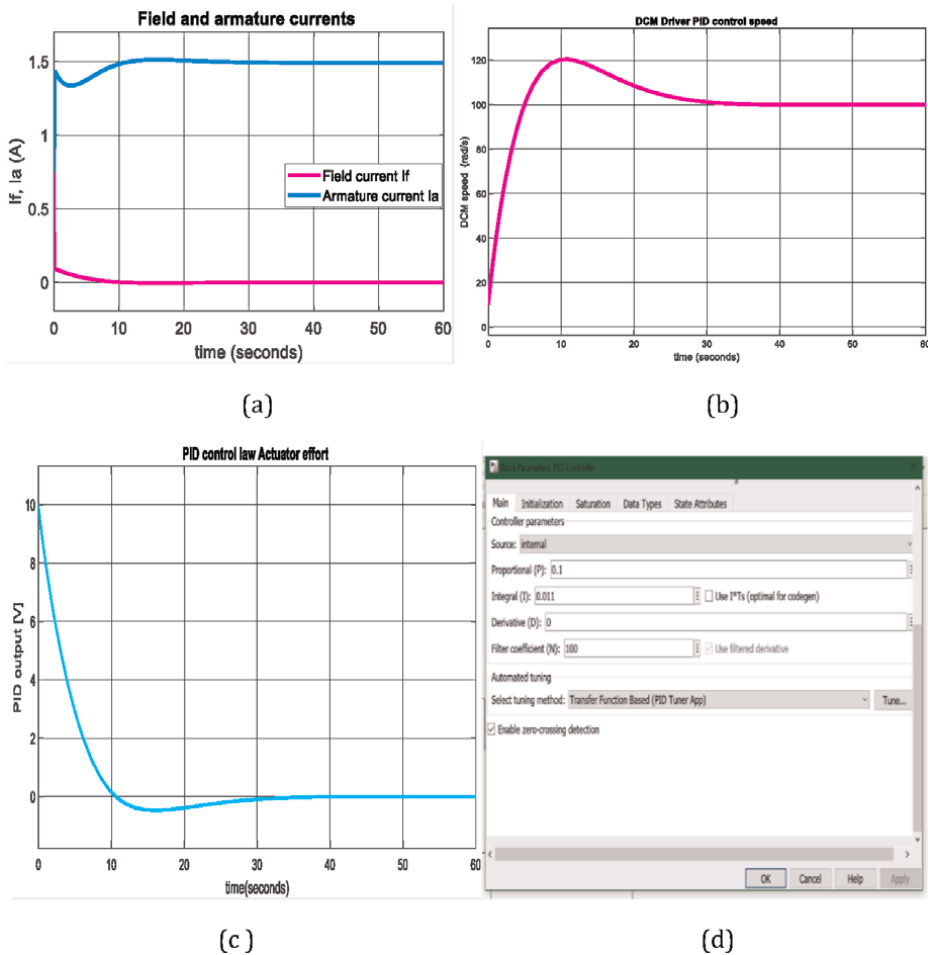 Field and armature currents
If, Ia (A)
1.5
1
0.5
0
Field current If
Armature current Ia
0 10 20 30 40 50 60
time (seconds)
(a)
DCM Driver PID control speed
DCM speed (rad/s)
120
100
80
60
40
20
0
0 10 20 30 40 50 60
time (seconds)
(b)
PID control law Actuator effort
PID output [V]
10
8
6
4
2
0
0 10 20 30 40 50 60
time(seconds)
(c)
Block Parameters: PID Controller
Main Initialization Saturation Data Types State Attributes
Controller parameters
Source: internal
Proportional (P): 0.1
Integral (I): 0.011 Use I*Ts (optimal for codegen)
Derivative (D): 0
Filter coefficient (N): 100 Use filtered derivative
Automated tuning
Select tuning method: Transfer Function Based (PID Tuner App) Tune...
Enable zero-crossing detection
OK Cancel Help Apply
(d)